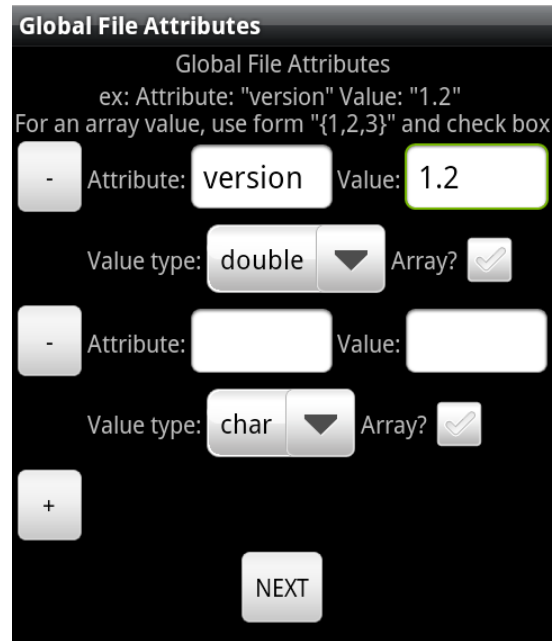 Global File Attributes
Global File Attributes
ex: Attribute: "version" Value: "1.2"
For an array value, use form "{1,2,3}" and check box
- Attribute: version Value: 1.2
Value type: double Array?
- Attribute: Value:
Value type: char Array?
+
NEXT